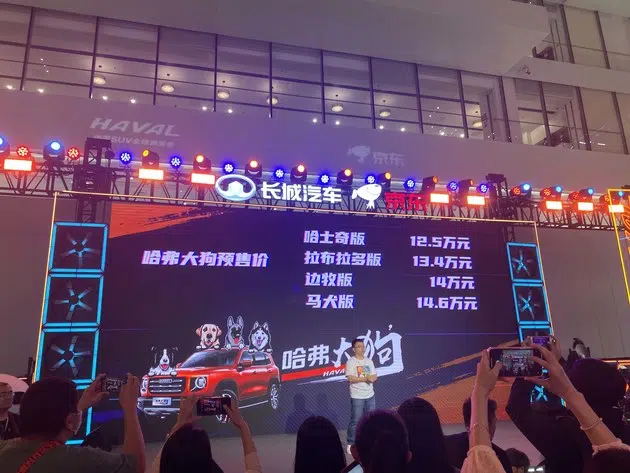 HAVAL
京东
长城汽车
京东
哈弗大狗预售价
哈士奇版 12.5万元
拉布拉多版 13.4万元
边牧版 14万元
马犬版 14.6万元
哈弗大狗
HAVAL